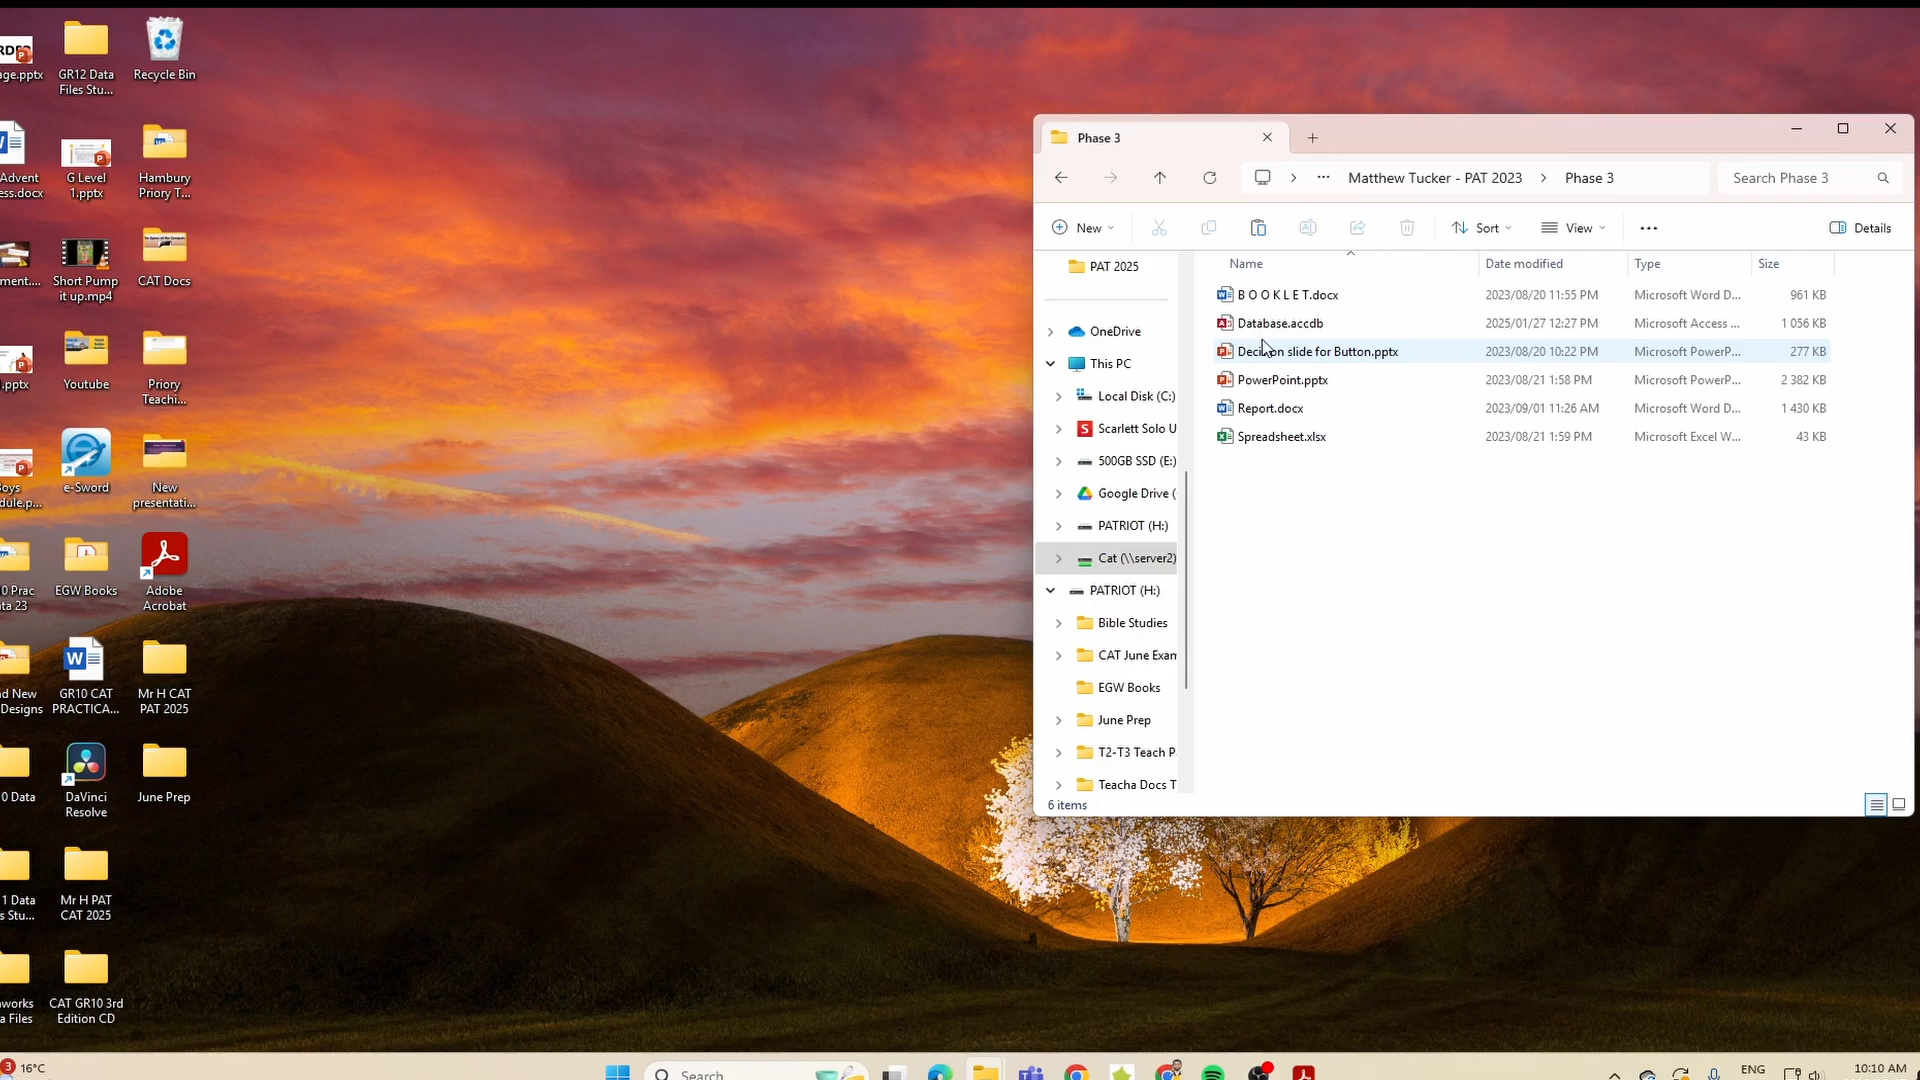 age.pptx
GR12 Data
Files Stu...
Recycle Bin
Advent
ess.docx
G Level
1.pptx
Hambury
Priory T...
ment....
Short Pump
it up.mp4
CAT Docs
.pptx
Youtube
Priory
Teachi...
Boys
dule.p...
e-Sword
New
presentati...
0 Prac
ata 23
EGW Books
Adobe
Acrobat
d New
Designs
GR10 CAT
PRACTICA...
Mr H CAT
PAT 2025
0 Data
DaVinci
Resolve
June Prep
1 Data
s Stu...
Mr H PAT
CAT 2025
works
a Files
CAT GR10 3rd
Edition CD
Phase 3
Matthew Tucker - PAT 2023
Phase 3
Search Phase 3
New
Sort
View
Details
Name
Date modified
Type
Size
B O O K L E T.docx 2023/08/20 11:55 PM Microsoft Word D... 961 KB
Database.accdb 2025/01/27 12:27 PM Microsoft Access ... 1 056 KB
Decision slide for Button.pptx 2023/08/20 10:22 PM Microsoft PowerP... 277 KB
PowerPoint.pptx 2023/08/21 1:58 PM Microsoft PowerP... 2 382 KB
Report.docx 2023/09/01 11:26 AM Microsoft Word D... 1 430 KB
Spreadsheet.xlsx 2023/08/21 1:59 PM Microsoft Excel W... 43 KB
PAT 2025
OneDrive
This PC
Local Disk (C:)
Scarlett Solo U
500GB SSD (E:)
Google Drive (
PATRIOT (H:)
Cat (\\server2)
PATRIOT (H:)
Bible Studies
CAT June Exam
EGW Books
June Prep
T2-T3 Teach P
Teacha Docs T
6 items
3
16°C
Search
ENG
10:10 AM